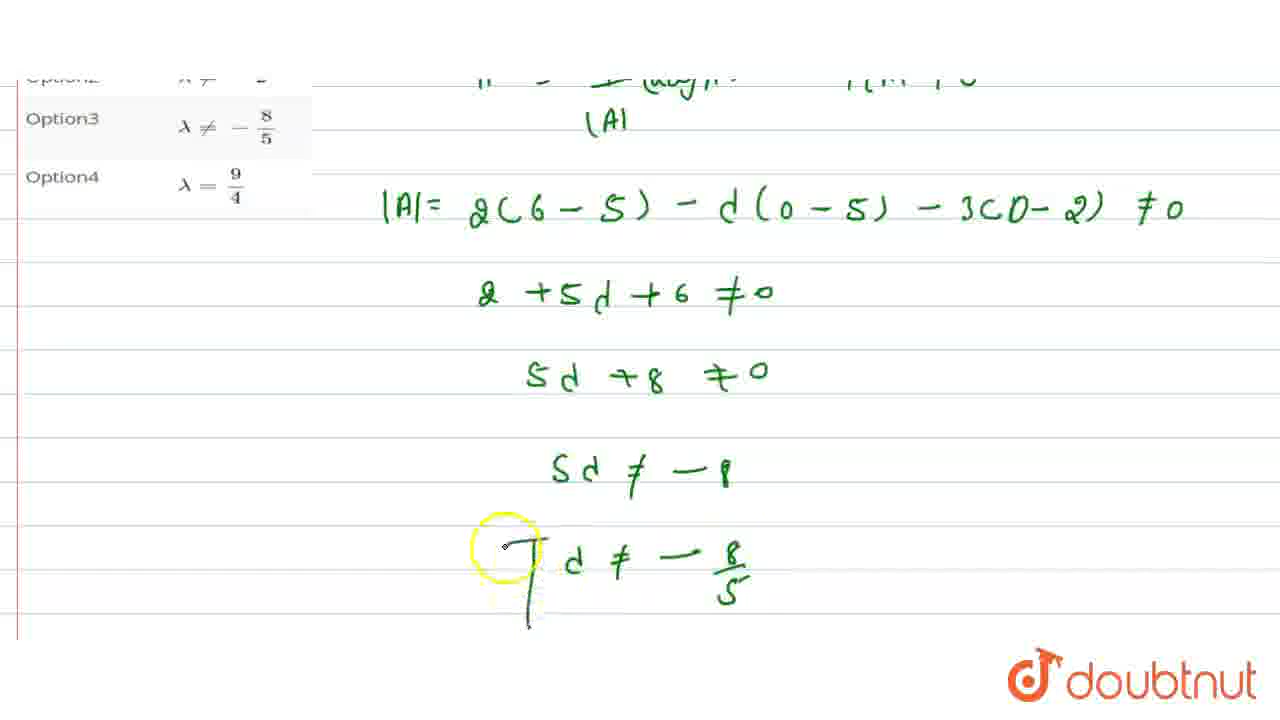 Option3 λ ≠ − 8/5
Option4 λ = 9/4
|A|
|A| = 2(6 − 5) − d(0 − 5) − 3(0 − 2) ≠ 0
2 + 5d + 6 ≠ 0
5d + 8 ≠ 0
5d ≠ − 8
d ≠ − 8/5
doubtnut